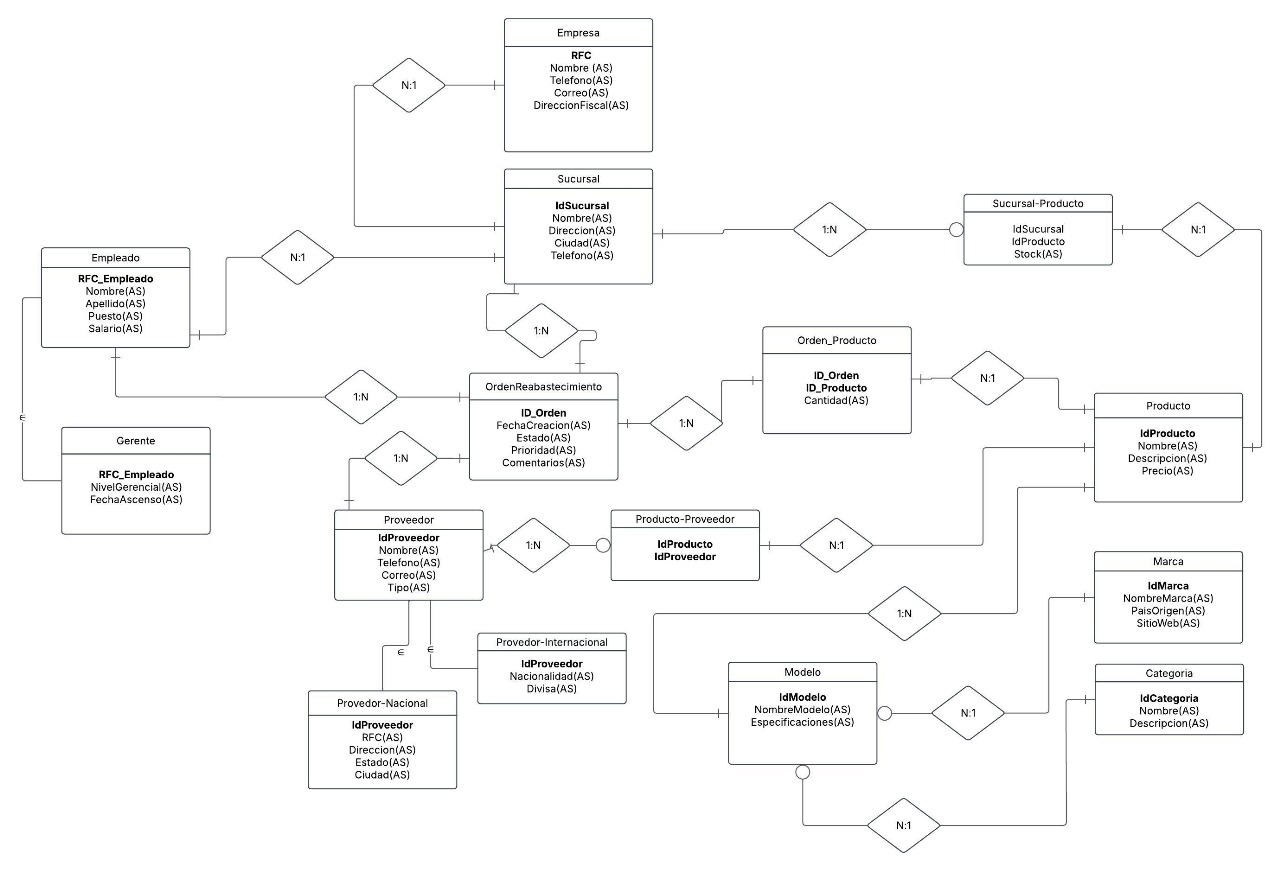 Empresa
RFC
Nombre (AS)
Telefono(AS)
Correo(AS)
DireccionFiscal(AS)
N:1
Sucursal
IdSucursal
Nombre(AS)
Direccion(AS)
Ciudad(AS)
Telefono(AS)
1:N
Sucursal-Producto
IdSucursal
IdProducto
Stock(AS)
N:1
Empleado
RFC_Empleado
Nombre(AS)
Apellido(AS)
Puesto(AS)
Salario(AS)
N:1
1:N
Orden_Producto
ID_Orden
ID_Producto
Cantidad(AS)
N:1
1:N
OrdenReabastecimiento
ID_Orden
FechaCreacion(AS)
Estado(AS)
Prioridad(AS)
Comentarios(AS)
1:N
Producto
IdProducto
Nombre(AS)
Descripcion(AS)
Precio(AS)
∈
Gerente
RFC_Empleado
NivelGerencial(AS)
FechaAscenso(AS)
1:N
Proveedor
IdProveedor
Nombre(AS)
Telefono(AS)
Correo(AS)
Tipo(AS)
1:N
Producto-Proveedor
IdProducto
IdProveedor
N:1
Marca
IdMarca
NombreMarca(AS)
PaisOrigen(AS)
SitioWeb(AS)
1:N
∈
∈
Provedor-Internacional
IdProveedor
Nacionalidad(AS)
Divisa(AS)
Modelo
IdModelo
NombreModelo(AS)
Especificaciones(AS)
N:1
Categoria
IdCategoria
Nombre(AS)
Descripcion(AS)
Provedor-Nacional
IdProveedor
RFC(AS)
Direccion(AS)
Estado(AS)
Ciudad(AS)
N:1